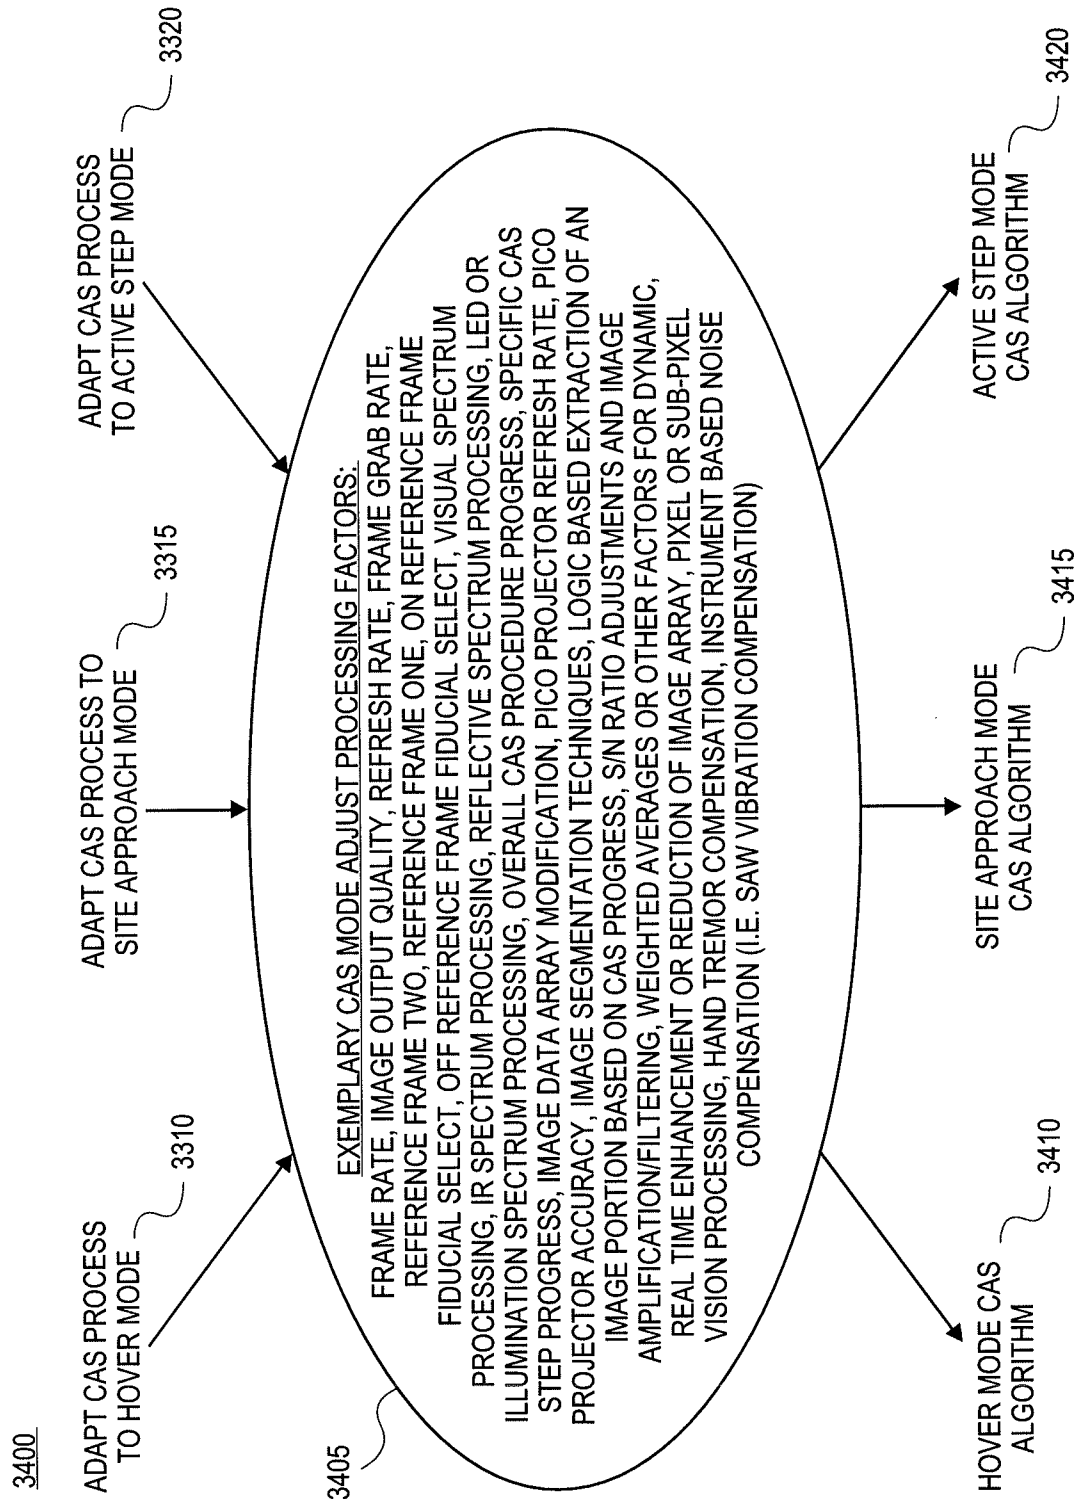 3400
ADAPT CAS PROCESS
TO HOVER MODE
3310
ADAPT CAS PROCESS TO
SITE APPROACH MODE
3315
ADAPT CAS PROCESS
TO ACTIVE STEP MODE
3320
3405
EXEMPLARY CAS MODE ADJUST PROCESSING FACTORS:
FRAME RATE, IMAGE OUTPUT QUALITY, REFRESH RATE, FRAME GRAB RATE,
REFERENCE FRAME TWO, REFERENCE FRAME ONE, ON REFERENCE FRAME
FIDUCIAL SELECT, OFF REFERENCE FRAME FIDUCIAL SELECT, VISUAL SPECTRUM
PROCESSING, IR SPECTRUM PROCESSING, REFLECTIVE SPECTRUM PROCESSING, LED OR
ILLUMINATION SPECTRUM PROCESSING, OVERALL CAS PROCEDURE PROGRESS, SPECIFIC CAS
STEP PROGRESS, IMAGE DATA ARRAY MODIFICATION, PICO PROJECTOR REFRESH RATE, PICO
PROJECTOR ACCURACY, IMAGE SEGMENTATION TECHNIQUES, LOGIC BASED EXTRACTION OF AN
IMAGE PORTION BASED ON CAS PROGRESS, S/N RATIO ADJUSTMENTS AND IMAGE
AMPLIFICATION/FILTERING, WEIGHTED AVERAGES OR OTHER FACTORS FOR DYNAMIC,
REAL TIME ENHANCEMENT OR REDUCTION OF IMAGE ARRAY, PIXEL OR SUB-PIXEL
VISION PROCESSING, HAND TREMOR COMPENSATION, INSTRUMENT BASED NOISE
COMPENSATION (I.E. SAW VIBRATION COMPENSATION)
HOVER MODE CAS
ALGORITHM
3410
SITE APPROACH MODE
CAS ALGORITHM
3415
ACTIVE STEP MODE
CAS ALGORITHM
3420